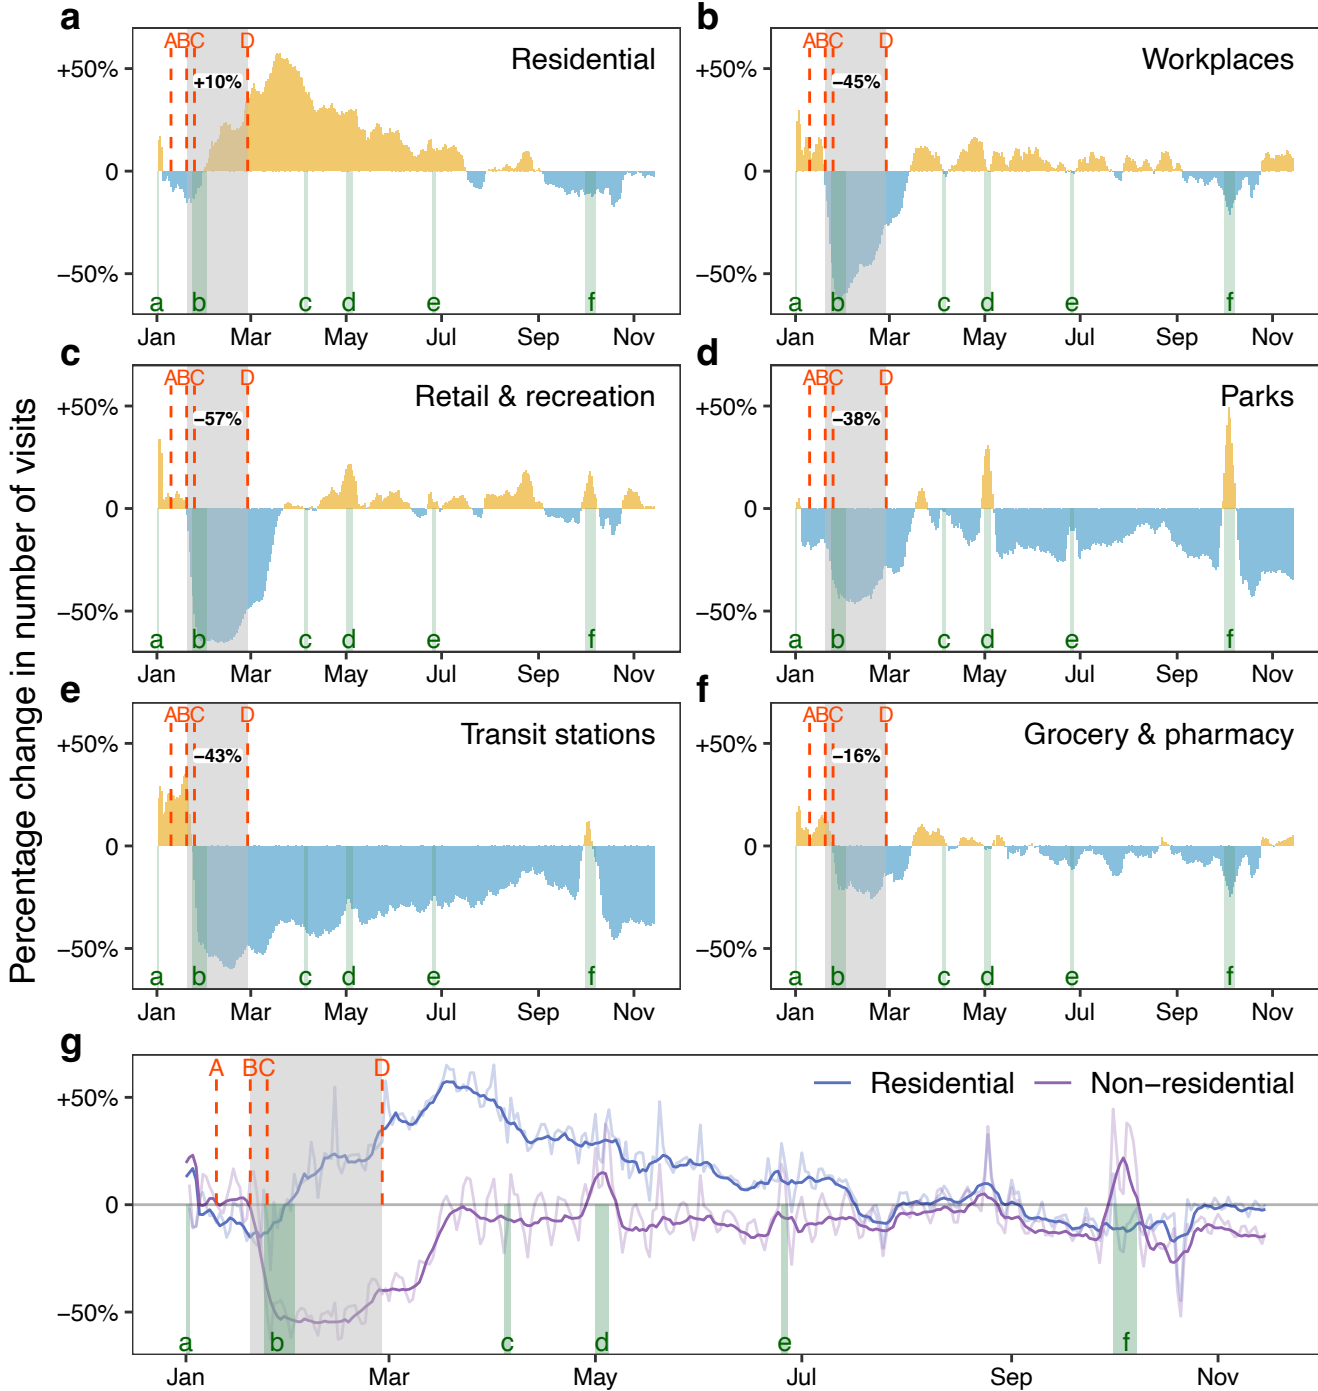 Percentage change in number of visits
a
ABC D
+50%
+10%
Residential
0
−50%
a b c d e f
Jan Mar May Jul Sep Nov
b
ABC D
+50%
−45%
Workplaces
0
−50%
a b c d e f
Jan Mar May Jul Sep Nov
c
ABC D
+50%
−57%
Retail & recreation
0
−50%
a b c d e f
Jan Mar May Jul Sep Nov
d
ABC D
+50%
−38%
Parks
0
−50%
a b c d e f
Jan Mar May Jul Sep Nov
e
ABC D
+50%
−43%
Transit stations
0
−50%
a b c d e f
Jan Mar May Jul Sep Nov
f
ABC D
+50%
−16%
Grocery & pharmacy
0
−50%
a b c d e f
Jan Mar May Jul Sep Nov
g
A BC D
Residential Non−residential
+50%
0
−50%
a b c d e f
Jan Mar May Jul Sep Nov